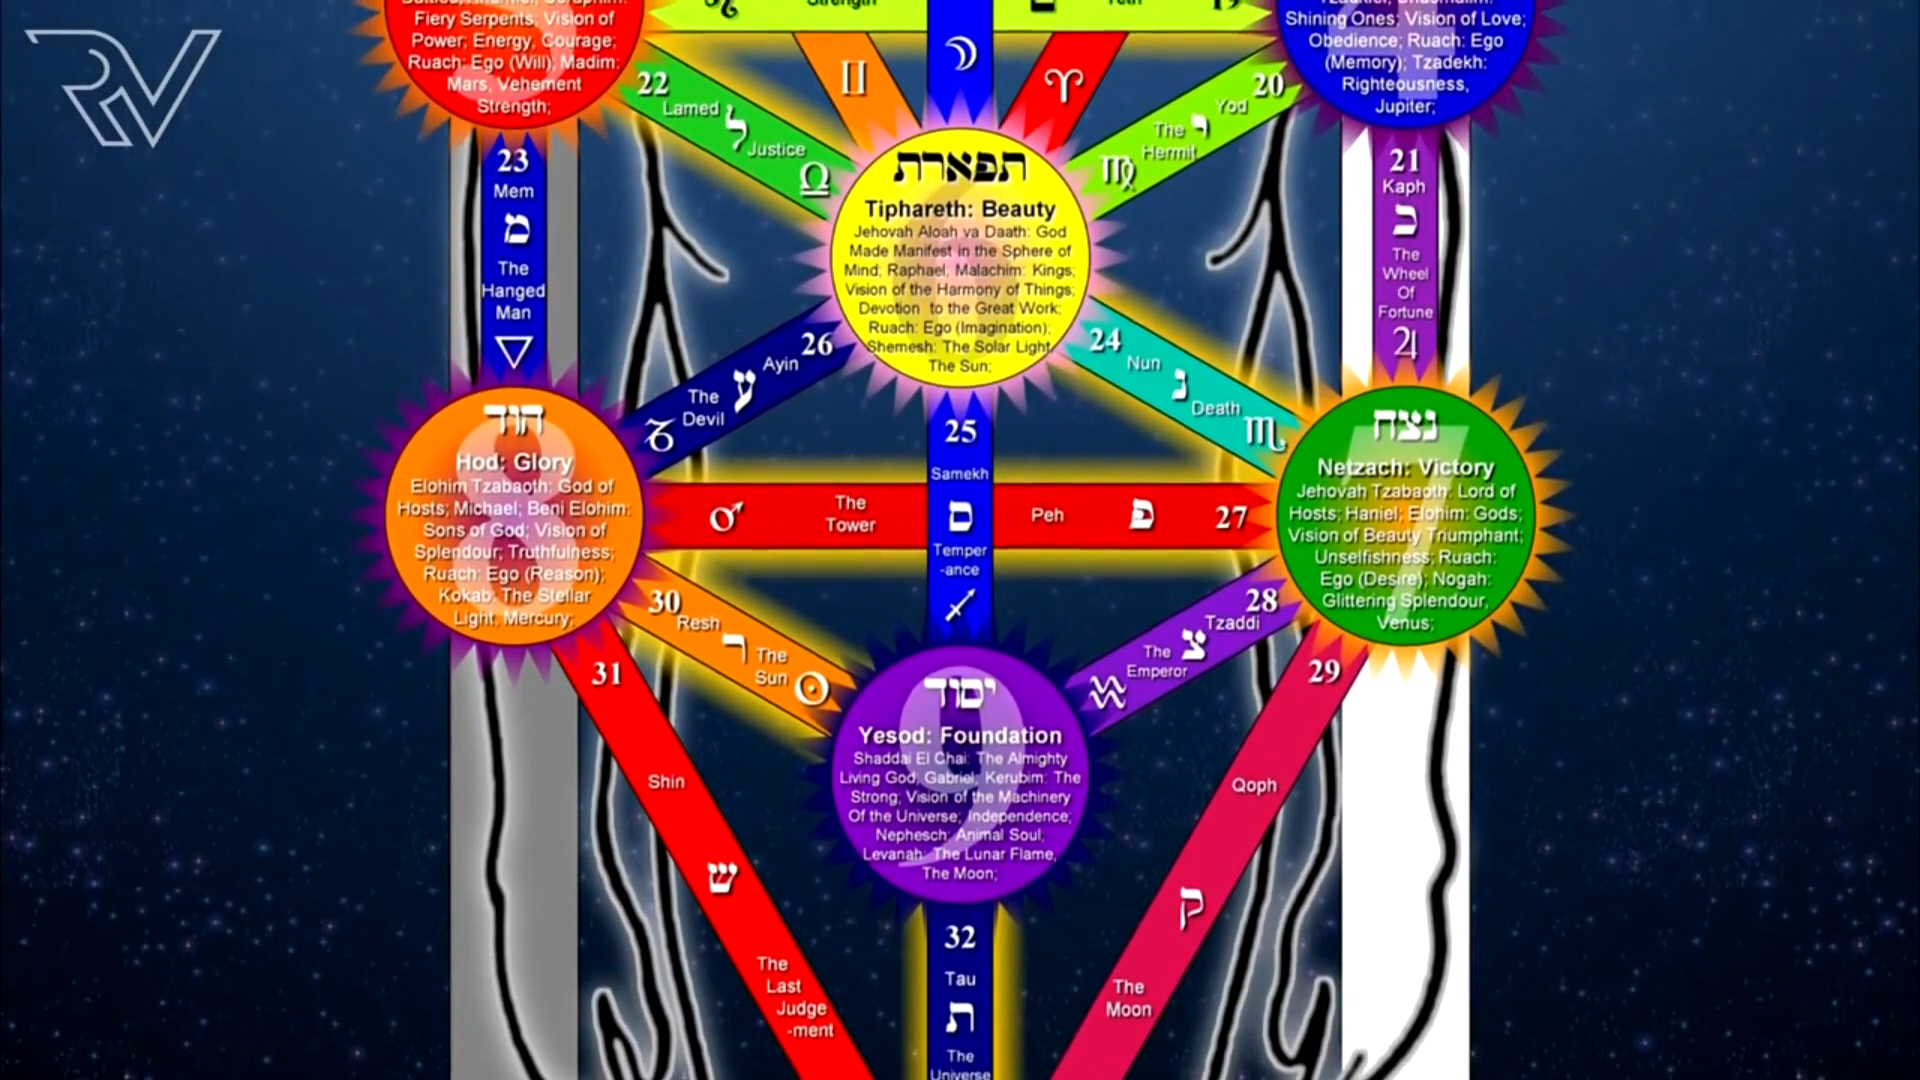 RV
Fiery Serpents; Vision of
Power; Energy, Courage;
Ruach: Ego (Will); Madim:
Mars, Vehement
Strength;
Strength
Teth
19
Shining Ones; Vision of Love;
Obedience; Ruach: Ego
(Memory); Tzadekh:
Righteousness,
Jupiter;
22
Lamed
ל
Justice
♎
♊
☽
♈
20
Yod
י
The
Hermit
♍
23
Mem
מ
The
Hanged
Man
21
Kaph
כ
The
Wheel
Of
Fortune
♃
תפארת
Tiphareth: Beauty
Jehovah Aloah va Daath: God
Made Manifest in the Sphere of
Mind; Raphael; Malachim: Kings;
Vision of the Harmony of Things;
Devotion to the Great Work;
Ruach: Ego (Imagination);
Shemesh: The Solar Light,
The Sun;
26
Ayin
ע
The
Devil
♑
24
Nun
נ
Death
♏
הוד
8
Hod: Glory
Elohim Tzabaoth: God of
Hosts; Michael; Beni Elohim:
Sons of God; Vision of
Splendour; Truthfulness;
Ruach: Ego (Reason);
Kokab: The Stellar
Light, Mercury;
25
Samekh
ם
Temper
-ance
♐
♂
The
Tower
Peh
פ
27
נצח
7
Netzach: Victory
Jehovah Tzabaoth: Lord of
Hosts; Haniel; Elohim: Gods;
Vision of Beauty Triumphant;
Unselfishness; Ruach:
Ego (Desire); Nogah:
Glittering Splendour,
Venus;
30
Resh
ר
The
Sun
☉
28
Tzaddi
צ
The
Emperor
♒
יסוד
9
Yesod: Foundation
Shaddai El Chai: The Almighty
Living God; Gabriel; Kerubim: The
Strong; Vision of the Machinery
Of the Universe; Independence;
Nephesch: Animal Soul;
Levanah: The Lunar Flame,
The Moon;
31
Shin
ש
The
Last
Judge
-ment
29
Qoph
ק
The
Moon
32
Tau
ת
The
Universe